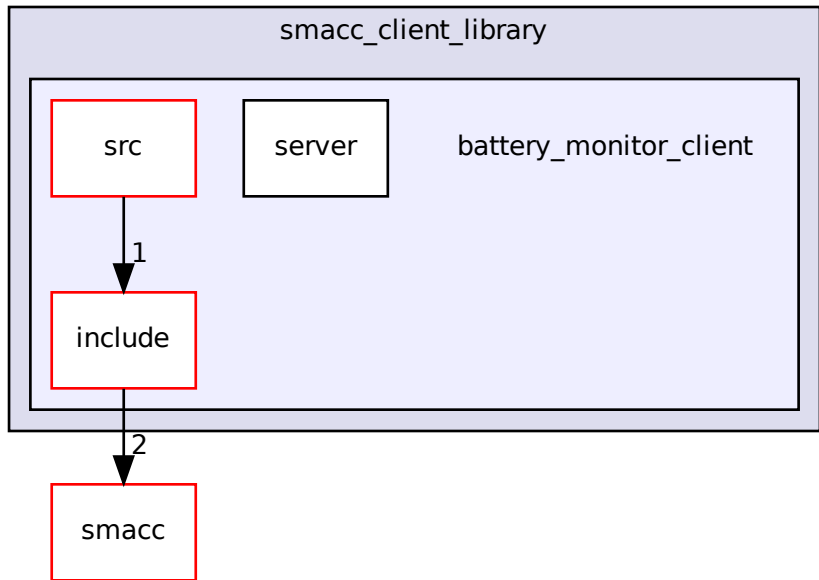 smacc_client_library
src
server
battery_monitor_client
1
include
2
smacc